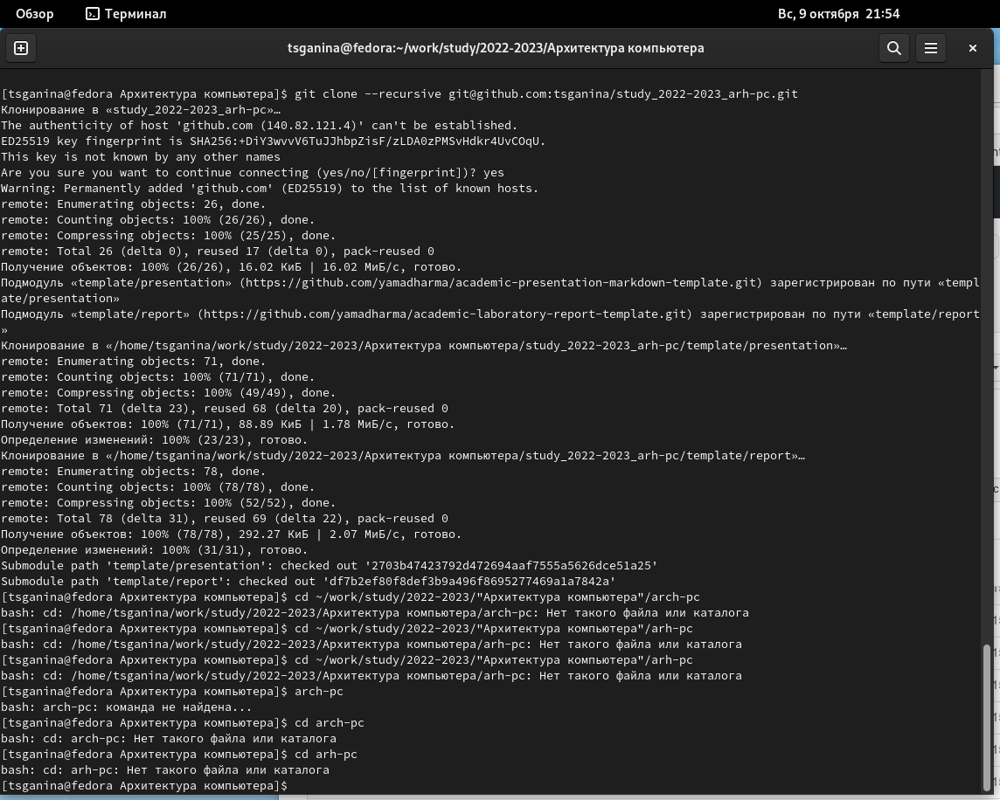 Обзор
Терминал
Вс, 9 октября 21:54
tsganina@fedora:~/work/study/2022-2023/Архитектура компьютера
[tsganina@fedora Архитектура компьютера]$ git clone --recursive git@github.com:tsganina/study_2022-2023_arh-pc.git
Клонирование в «study_2022-2023_arh-pc»…
The authenticity of host 'github.com (140.82.121.4)' can't be established.
ED25519 key fingerprint is SHA256:+DiY3wvvV6TuJJhbpZisF/zLDA0zPMSvHdkr4UvCOqU.
This key is not known by any other names
Are you sure you want to continue connecting (yes/no/[fingerprint])? yes
Warning: Permanently added 'github.com' (ED25519) to the list of known hosts.
remote: Enumerating objects: 26, done.
remote: Counting objects: 100% (26/26), done.
remote: Compressing objects: 100% (25/25), done.
remote: Total 26 (delta 0), reused 17 (delta 0), pack-reused 0
Получение объектов: 100% (26/26), 16.02 КиБ | 16.02 МиБ/с, готово.
Подмодуль «template/presentation» (https://github.com/yamadharma/academic-presentation-markdown-template.git) зарегистрирован по пути «templ
ate/presentation»
Подмодуль «template/report» (https://github.com/yamadharma/academic-laboratory-report-template.git) зарегистрирован по пути «template/report
»
Клонирование в «/home/tsganina/work/study/2022-2023/Архитектура компьютера/study_2022-2023_arh-pc/template/presentation»…
remote: Enumerating objects: 71, done.
remote: Counting objects: 100% (71/71), done.
remote: Compressing objects: 100% (49/49), done.
remote: Total 71 (delta 23), reused 68 (delta 20), pack-reused 0
Получение объектов: 100% (71/71), 88.89 КиБ | 1.78 МиБ/с, готово.
Определение изменений: 100% (23/23), готово.
Клонирование в «/home/tsganina/work/study/2022-2023/Архитектура компьютера/study_2022-2023_arh-pc/template/report»…
remote: Enumerating objects: 78, done.
remote: Counting objects: 100% (78/78), done.
remote: Compressing objects: 100% (52/52), done.
remote: Total 78 (delta 31), reused 69 (delta 22), pack-reused 0
Получение объектов: 100% (78/78), 292.27 КиБ | 2.07 МиБ/с, готово.
Определение изменений: 100% (31/31), готово.
Submodule path 'template/presentation': checked out '2703b47423792d472694aaf7555a5626dce51a25'
Submodule path 'template/report': checked out 'df7b2ef80f8def3b9a496f8695277469a1a7842a'
[tsganina@fedora Архитектура компьютера]$ cd ~/work/study/2022-2023/"Архитектура компьютера"/arch-pc
bash: cd: /home/tsganina/work/study/2022-2023/Архитектура компьютера/arch-pc: Нет такого файла или каталога
[tsganina@fedora Архитектура компьютера]$ cd ~/work/study/2022-2023/"Архитектура компьютера"/arh-pc
bash: cd: /home/tsganina/work/study/2022-2023/Архитектура компьютера/arh-pc: Нет такого файла или каталога
[tsganina@fedora Архитектура компьютера]$ cd ~/work/study/2022-2023/"Архитектура компьютера"/arh-pc
bash: cd: /home/tsganina/work/study/2022-2023/Архитектура компьютера/arh-pc: Нет такого файла или каталога
[tsganina@fedora Архитектура компьютера]$ arch-pc
bash: arch-pc: команда не найдена...
[tsganina@fedora Архитектура компьютера]$ cd arch-pc
bash: cd: arch-pc: Нет такого файла или каталога
[tsganina@fedora Архитектура компьютера]$ cd arh-pc
bash: cd: arh-pc: Нет такого файла или каталога
[tsganina@fedora Архитектура компьютера]$